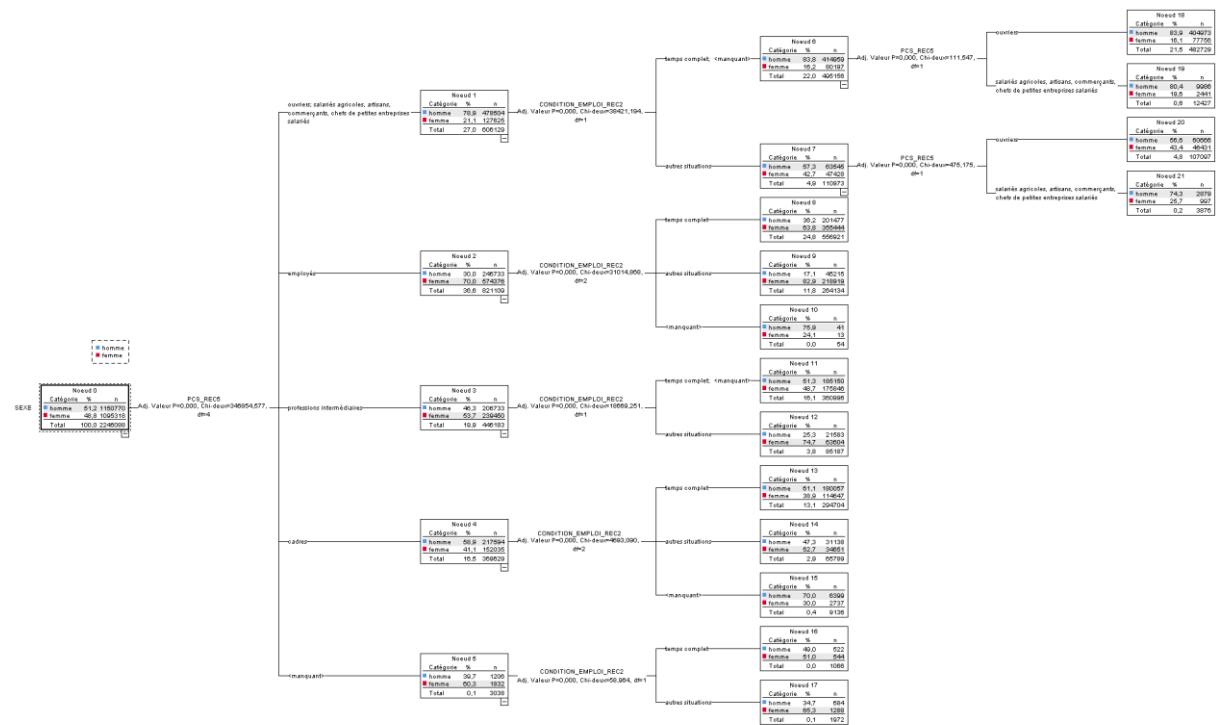 homme
femme
SEXE
Noeud 0
Catégorie % n
homme 51,2 1150770
femme 48,8 1095318
Total 100,0 2246088
PCS_REC5
Adj. Valeur P=0,000, Chi-deux=346854,577,
df=4
ouvriers; salariés agricoles, artisans,
commerçants, chefs de petites entreprises
salariés
Noeud 1
Catégorie % n
homme 78,9 478504
femme 21,1 127625
Total 27,0 606129
CONDITION_EMPLOI_REC2
Adj. Valeur P=0,000, Chi-deux=38421,194,
df=1
temps complet; <manquant>
Noeud 6
Catégorie % n
homme 83,8 414959
femme 16,2 80197
Total 22,0 495156
PCS_REC5
Adj. Valeur P=0,000, Chi-deux=111,547,
df=1
ouvriers
Noeud 18
Catégorie % n
homme 83,9 404973
femme 16,1 77756
Total 21,5 482729
salariés agricoles, artisans, commerçants,
chefs de petites entreprises salariés
Noeud 19
Catégorie % n
homme 80,4 9986
femme 19,6 2441
Total 0,6 12427
autres situations
Noeud 7
Catégorie % n
homme 57,3 63545
femme 42,7 47428
Total 4,9 110973
PCS_REC5
Adj. Valeur P=0,000, Chi-deux=475,175,
df=1
ouvriers
Noeud 20
Catégorie % n
homme 56,6 60666
femme 43,4 46431
Total 4,8 107097
salariés agricoles, artisans, commerçants,
chefs de petites entreprises salariés
Noeud 21
Catégorie % n
homme 74,3 2879
femme 25,7 997
Total 0,2 3876
employés
Noeud 2
Catégorie % n
homme 30,0 246733
femme 70,0 574376
Total 36,6 821109
CONDITION_EMPLOI_REC2
Adj. Valeur P=0,000, Chi-deux=31014,868,
df=2
temps complet
Noeud 8
Catégorie % n
homme 36,2 201477
femme 63,8 355444
Total 24,8 556921
autres situations
Noeud 9
Catégorie % n
homme 17,1 45215
femme 82,9 218919
Total 11,8 264134
<manquant>
Noeud 10
Catégorie % n
homme 75,9 41
femme 24,1 13
Total 0,0 54
professions intermédiaires
Noeud 3
Catégorie % n
homme 46,3 206733
femme 53,7 239450
Total 19,9 446183
CONDITION_EMPLOI_REC2
Adj. Valeur P=0,000, Chi-deux=18669,251,
df=1
temps complet; <manquant>
Noeud 11
Catégorie % n
homme 51,3 185150
femme 48,7 175846
Total 16,1 360996
autres situations
Noeud 12
Catégorie % n
homme 25,3 21583
femme 74,7 63604
Total 3,8 85187
cadres
Noeud 4
Catégorie % n
homme 58,9 217594
femme 41,1 152035
Total 16,5 369629
CONDITION_EMPLOI_REC2
Adj. Valeur P=0,000, Chi-deux=4683,090,
df=2
temps complet
Noeud 13
Catégorie % n
homme 61,1 180057
femme 38,9 114647
Total 13,1 294704
autres situations
Noeud 14
Catégorie % n
homme 47,3 31138
femme 52,7 34651
Total 2,9 65789
<manquant>
Noeud 15
Catégorie % n
homme 70,0 6399
femme 30,0 2737
Total 0,4 9136
<manquant>
Noeud 5
Catégorie % n
homme 39,7 1206
femme 60,3 1832
Total 0,1 3038
CONDITION_EMPLOI_REC2
Adj. Valeur P=0,000, Chi-deux=58,964, df=1
temps complet
Noeud 16
Catégorie % n
homme 49,0 522
femme 51,0 544
Total 0,0 1066
autres situations
Noeud 17
Catégorie % n
homme 34,7 684
femme 65,3 1288
Total 0,1 1972